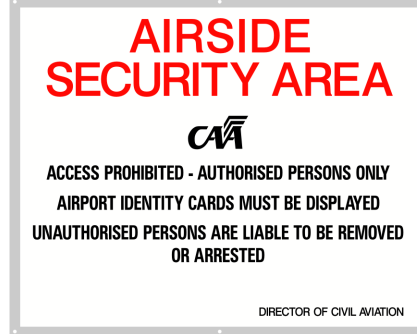 AIRSIDE
SECURITY AREA
CAA
ACCESS PROHIBITED - AUTHORISED PERSONS ONLY
AIRPORT IDENTITY CARDS MUST BE DISPLAYED
UNAUTHORISED PERSONS ARE LIABLE TO BE REMOVED
OR ARRESTED
DIRECTOR OF CIVIL AVIATION